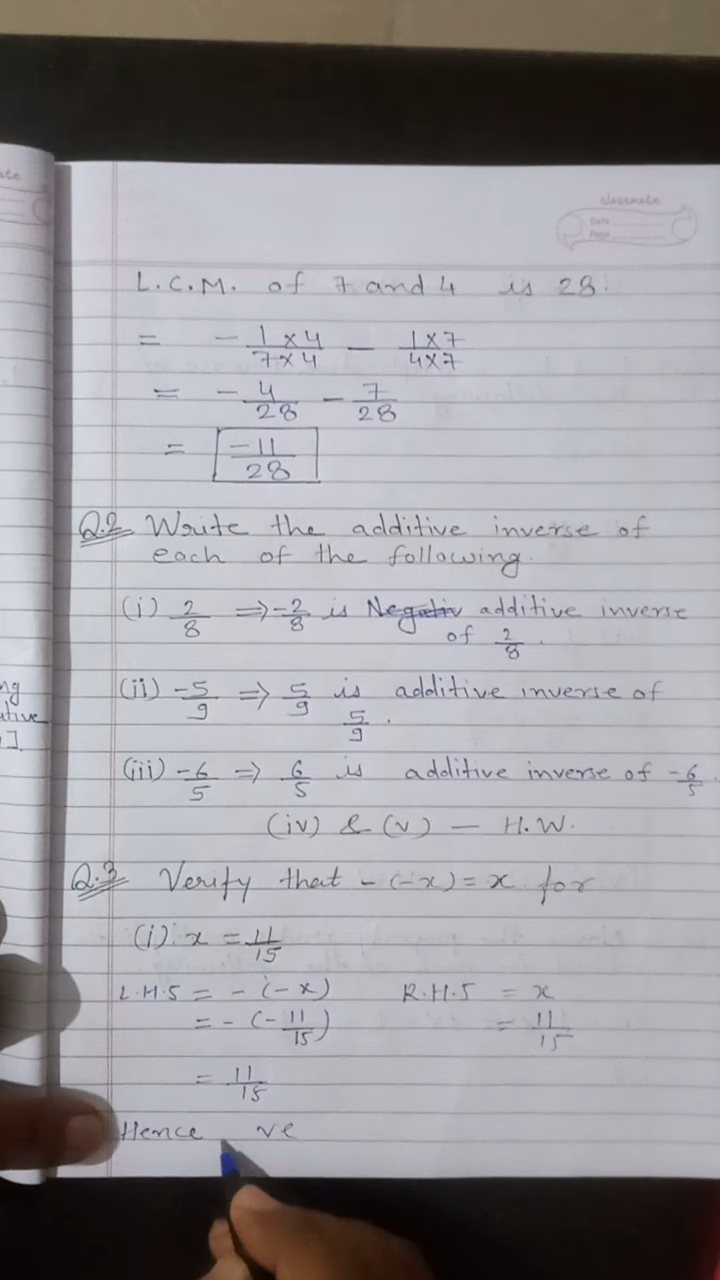 classmate
Date
Page
L.C.M. of 7 and 4 is 28.
= - 1×4/7×4 - 1×7/4×7
= - 4/28 - 7/28
= -11/28
Q.2 Write the additive inverse of
each of the following.
(i) 2/8 ⇒ -2/8 is Negativ additive inverse
of 2/8.
(ii) -5/9 ⇒ 5/9 is additive inverse of
5/9.
(iii) -6/5 ⇒ 6/5 is additive inverse of -6/5.
(iv) & (v) — H.W.
Q.3 Verify that -(-x) = x for
(i) x = 11/15
L.H.S = -(-x) R.H.S = x
= -(-11/15) = 11/15
= 11/15
Hence ve